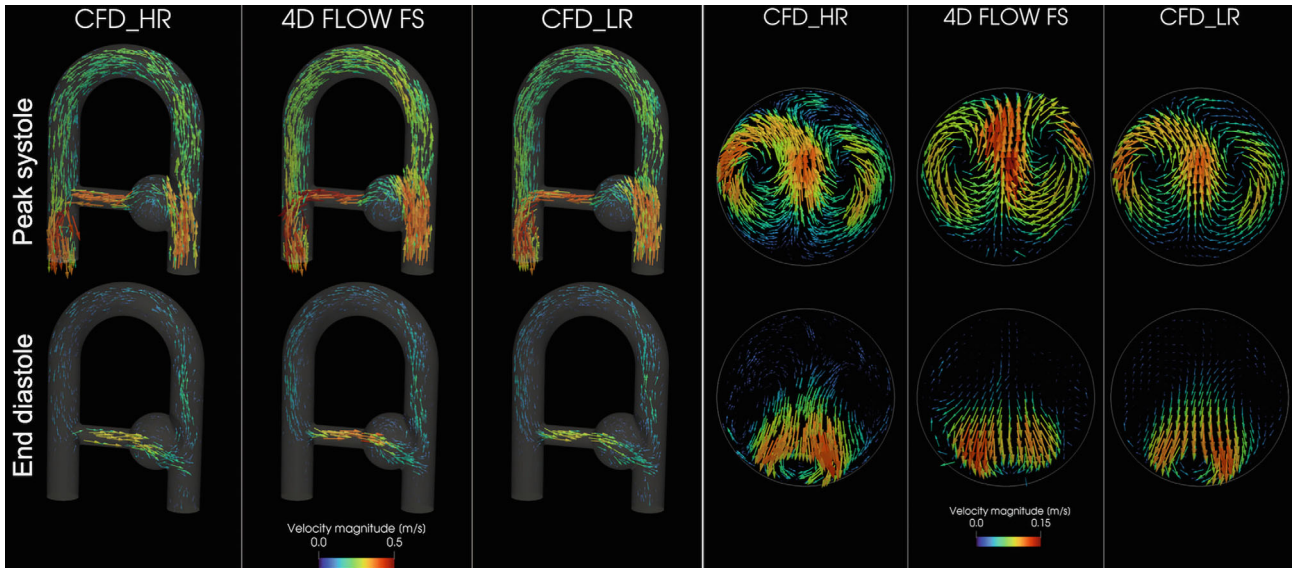 CFD_HR
4D FLOW FS
CFD_LR
CFD_HR
4D FLOW FS
CFD_LR
Peak systole
End diastole
Velocity magnitude (m/s)
0.0
0.5
Velocity magnitude (m/s)
0.0
0.15